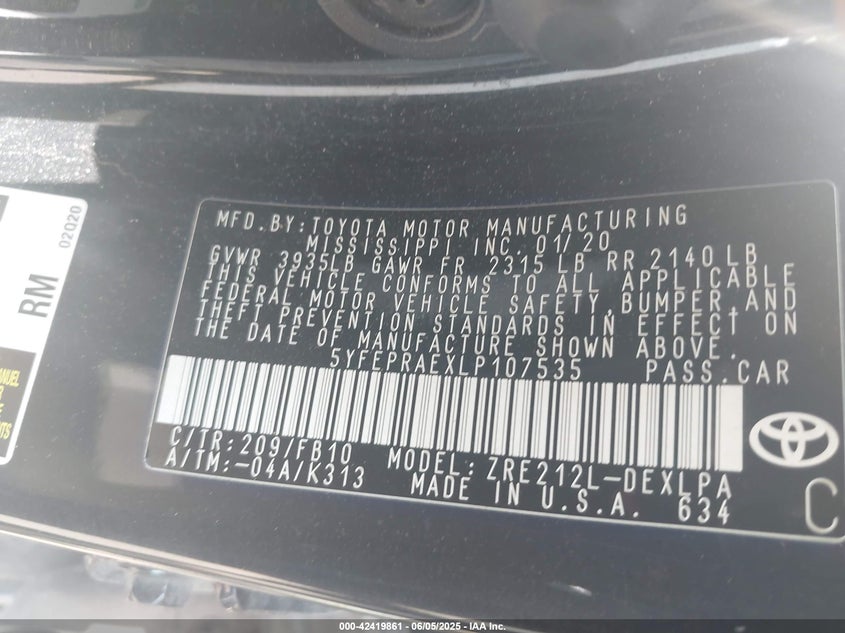 02Q20
RM
MFD.BY:TOYOTA MOTOR MANUFACTURING
MISSISSIPPI INC.01/20
GVWR 3935LB GAWR FR 2315 LB RR 2140 LB
THIS VEHICLE CONFORMS TO ALL APPLICABLE
FEDERAL MOTOR VEHICLE SAFETY,BUMPER,AND
THEFT PREVENTION STANDARDS IN EFFECT ON
THE DATE OF MANUFACTURE SHOWN ABOVE.
5YFEPRAEXLP107535 PASS.CAR
C/TR:209/FB10 MODEL:ZRE212L-DEXLPA
A/TM:-04A/K313 MADE IN U.S.A. 634
C
000-42419861 - 06/05/2025 - IAA Inc.